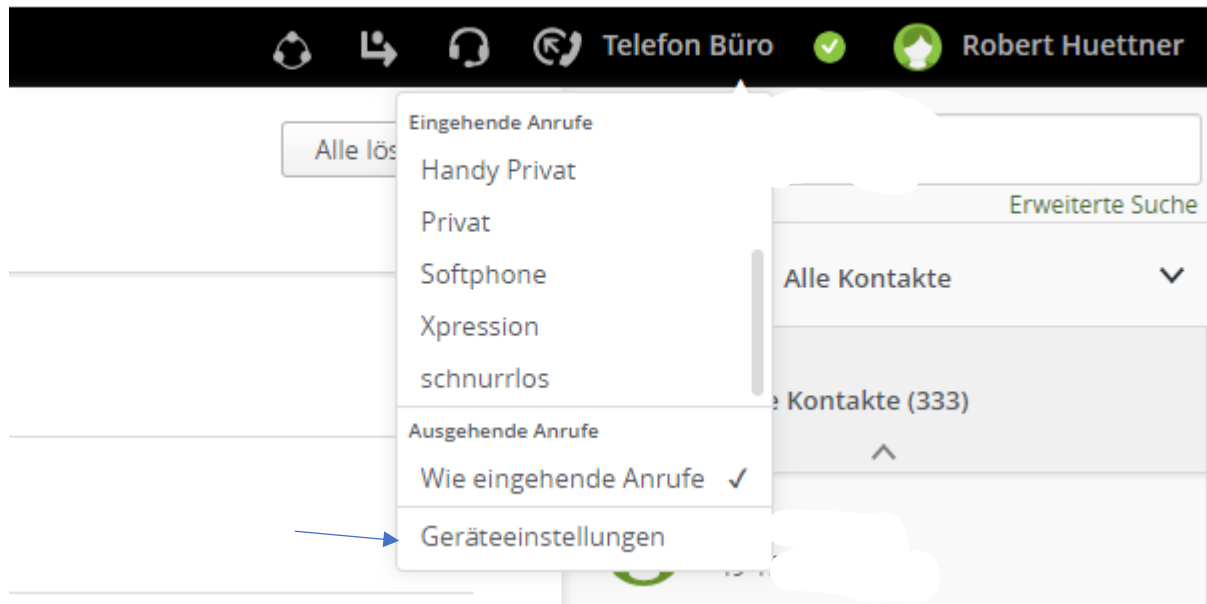 Telefon Büro Robert Huettner
Alle lös
Eingehende Anrufe
Handy Privat
Privat
Softphone
Xpression
schnurrlos
Ausgehende Anrufe
Wie eingehende Anrufe
Geräteeinstellungen
Erweiterte Suche
Alle Kontakte
Kontakte (333)